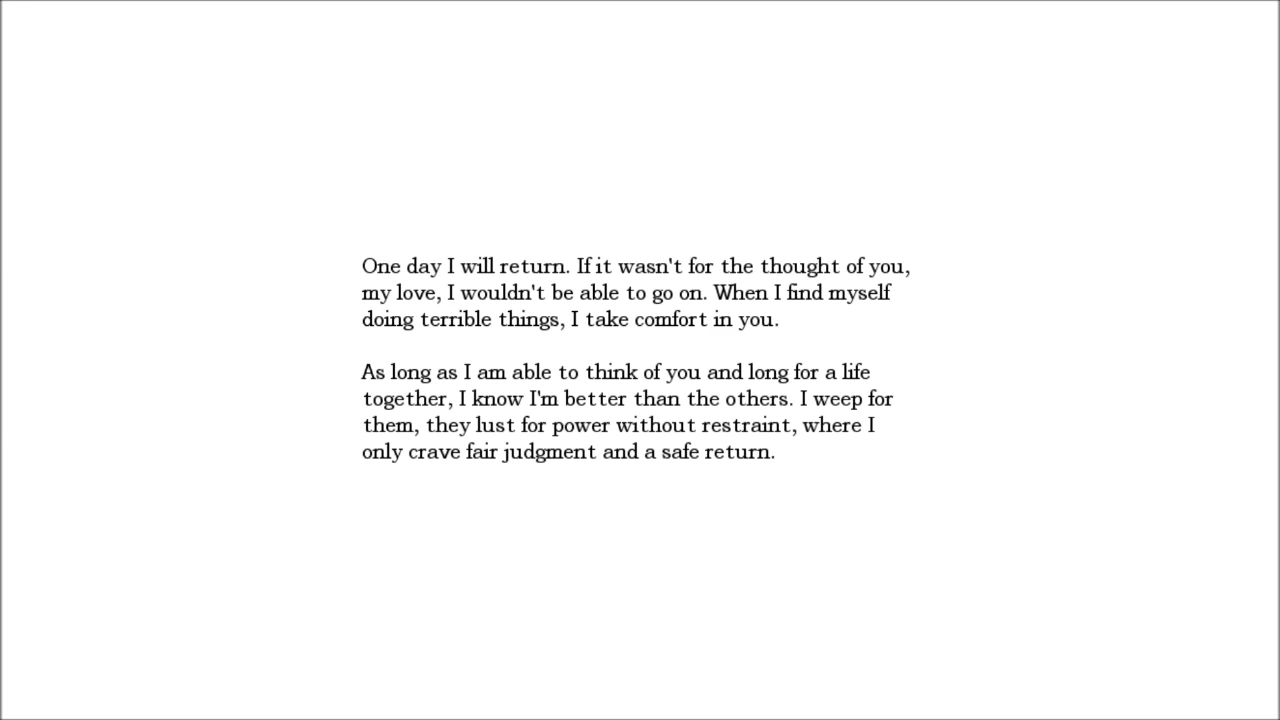 One day I will return. If it wasn't for the thought of you,
my love, I wouldn't be able to go on. When I find myself
doing terrible things, I take comfort in you.
As long as I am able to think of you and long for a life
together, I know I'm better than the others. I weep for
them, they lust for power without restraint, where I
only crave fair judgment and a safe return.